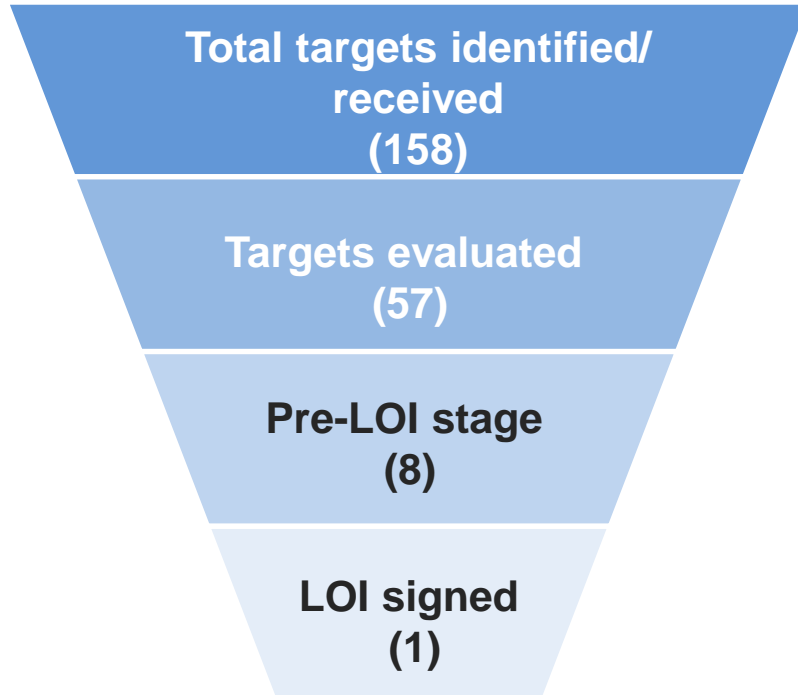 Total targets identified/
received
(158)
Targets evaluated
(57)
Pre-LOI stage
(8)
LOI signed
(1)